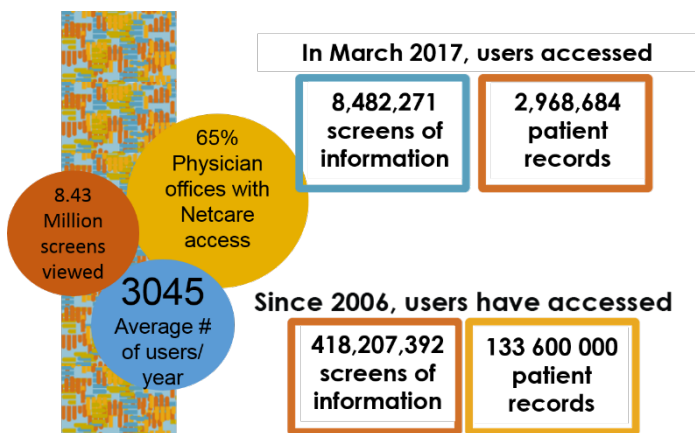 In March 2017, users accessed
8,482,271
screens of
information
2,968,684
patient
records
65%
Physician
offices with
Netcare
access
8.43
Million
screens
viewed
3045
Average #
of users/
year
Since 2006, users have accessed
418,207,392
screens of
information
133 600 000
patient
records